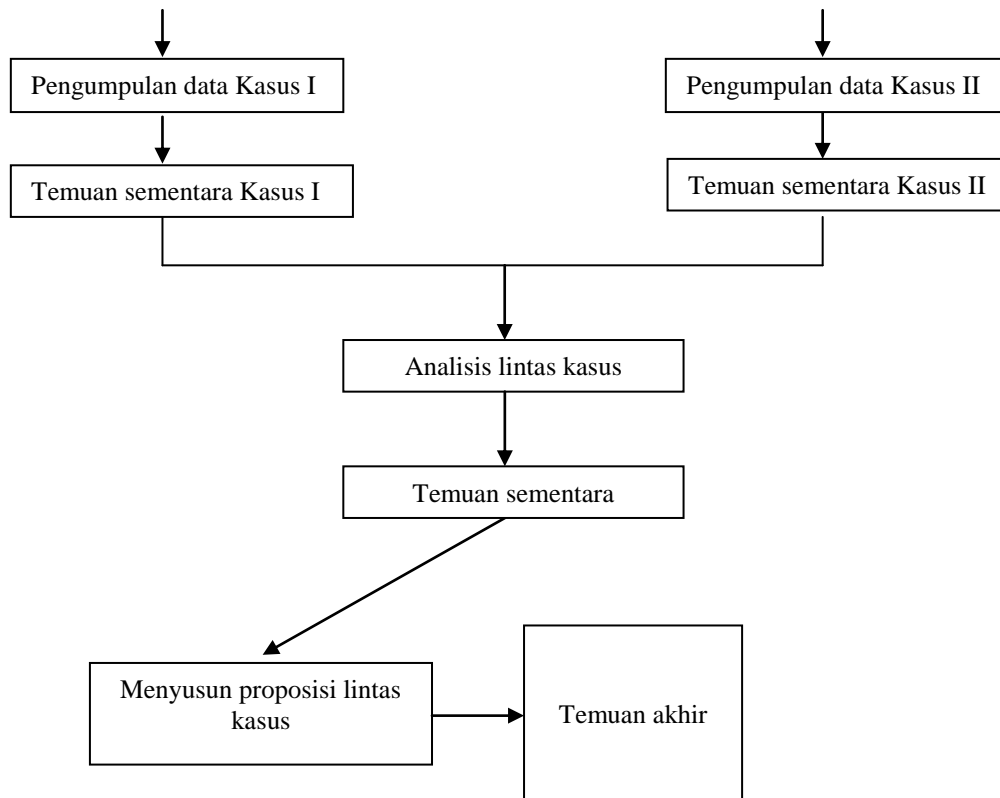 Pengumpulan data Kasus I
Pengumpulan data Kasus II
Temuan sementara Kasus I
Temuan sementara Kasus II
Analisis lintas kasus
Temuan sementara
Menyusun proposisi lintas
kasus
Temuan akhir